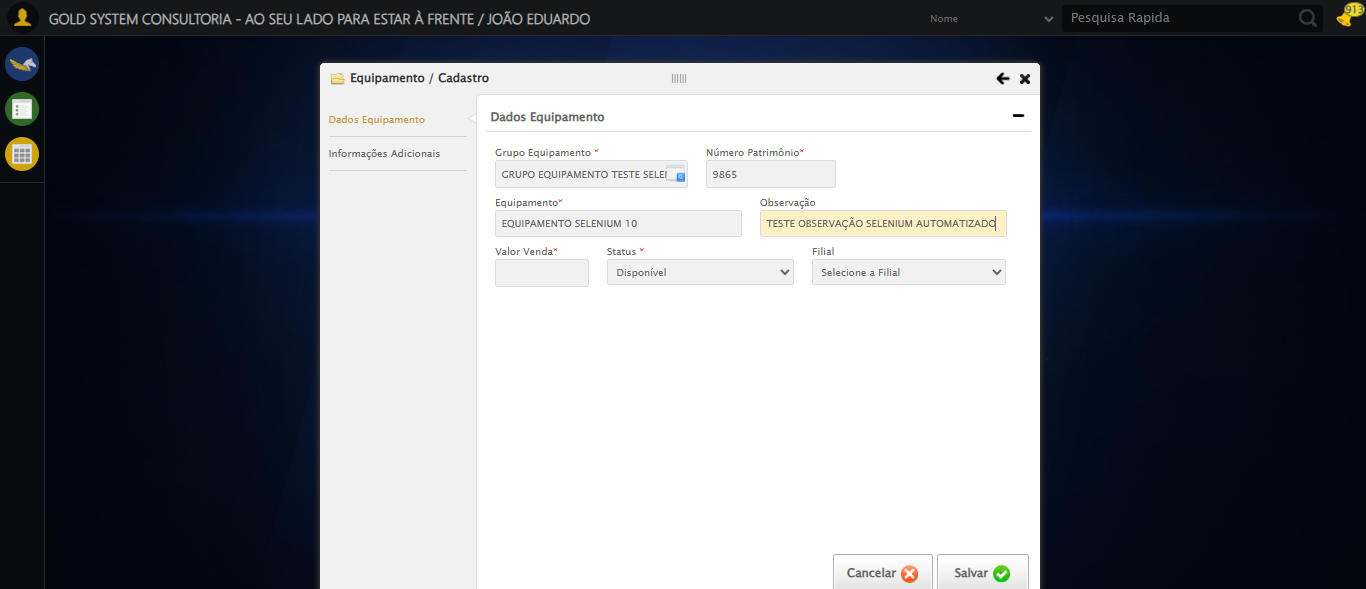 GOLD SYSTEM CONSULTORIA - AO SEU LADO PARA ESTAR À FRENTE / JOÃO EDUARDO
Nome
Pesquisa Rapida
913
Equipamento / Cadastro
Dados Equipamento
Informações Adicionais
Dados Equipamento
Grupo Equipamento * Número Patrimônio*
GRUPO EQUIPAMENTO TESTE SELE 9865
Equipamento* Observação
EQUIPAMENTO SELENIUM 10 TESTE OBSERVAÇÃO SELENIUM AUTOMATIZADO
Valor Venda* Status * Filial
Disponível Selecione a Filial
Cancelar Salvar